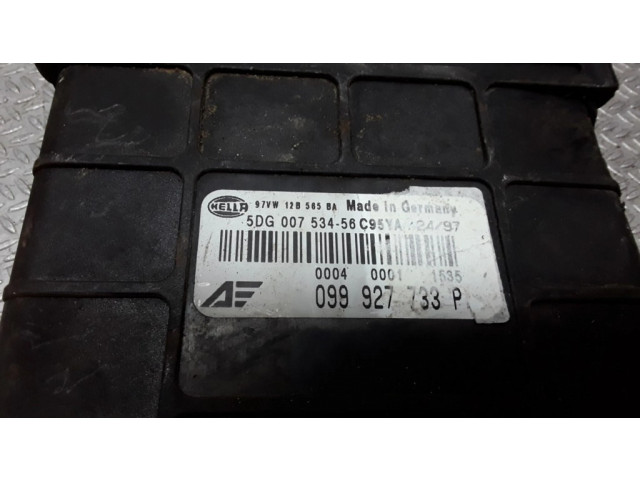 HELLA 97VW 12B 565 BA Made in Germany
5DG 007 534-56 C95YA 24/97
0004 0001 1535
AE 099 927 733 P